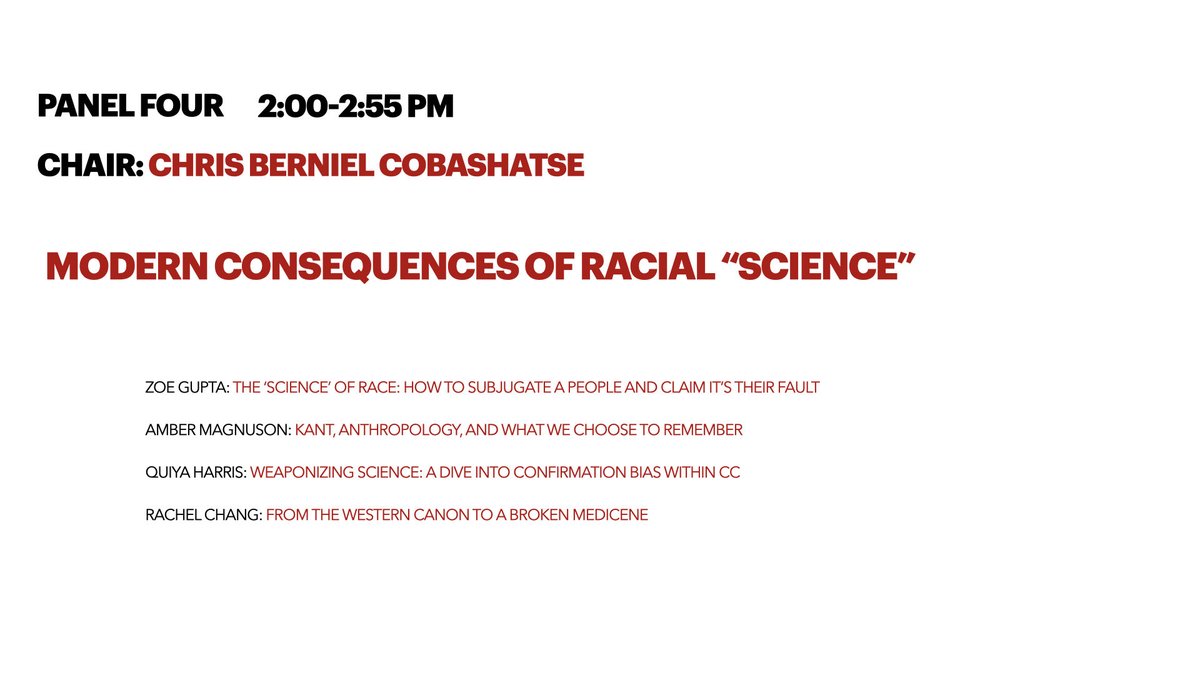 PANEL FOUR 2:00-2:55 PM
CHAIR: CHRIS BERNIEL COBASHATSE
MODERN CONSEQUENCES OF RACIAL “SCIENCE”
ZOE GUPTA: THE ‘SCIENCE’ OF RACE: HOW TO SUBJUGATE A PEOPLE AND CLAIM IT’S THEIR FAULT
AMBER MAGNUSON: KANT, ANTHROPOLOGY, AND WHAT WE CHOOSE TO REMEMBER
QUIYA HARRIS: WEAPONIZING SCIENCE: A DIVE INTO CONFIRMATION BIAS WITHIN CC
RACHEL CHANG: FROM THE WESTERN CANON TO A BROKEN MEDICENE